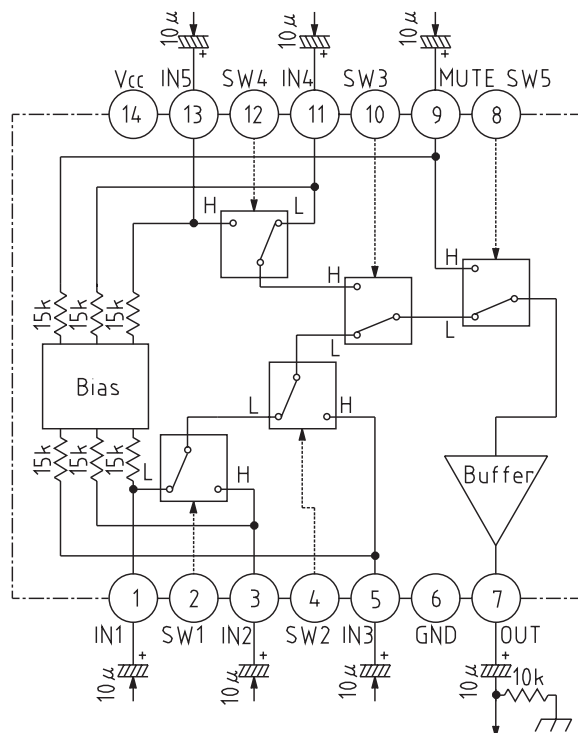 10μ + 10μ + 10μ +
Vcc IN5 SW4 IN4 SW3 MUTE SW5
14 13 12 11 10 9 8
H L
H
H
L
L
15k 15k 15k
Bias
15k 15k 15k
L H
L H
Buffer
1 2 3 4 5 6 7
IN1 SW1 IN2 SW2 IN3 GND OUT
+ + + +
10μ 10μ 10μ 10μ 10k